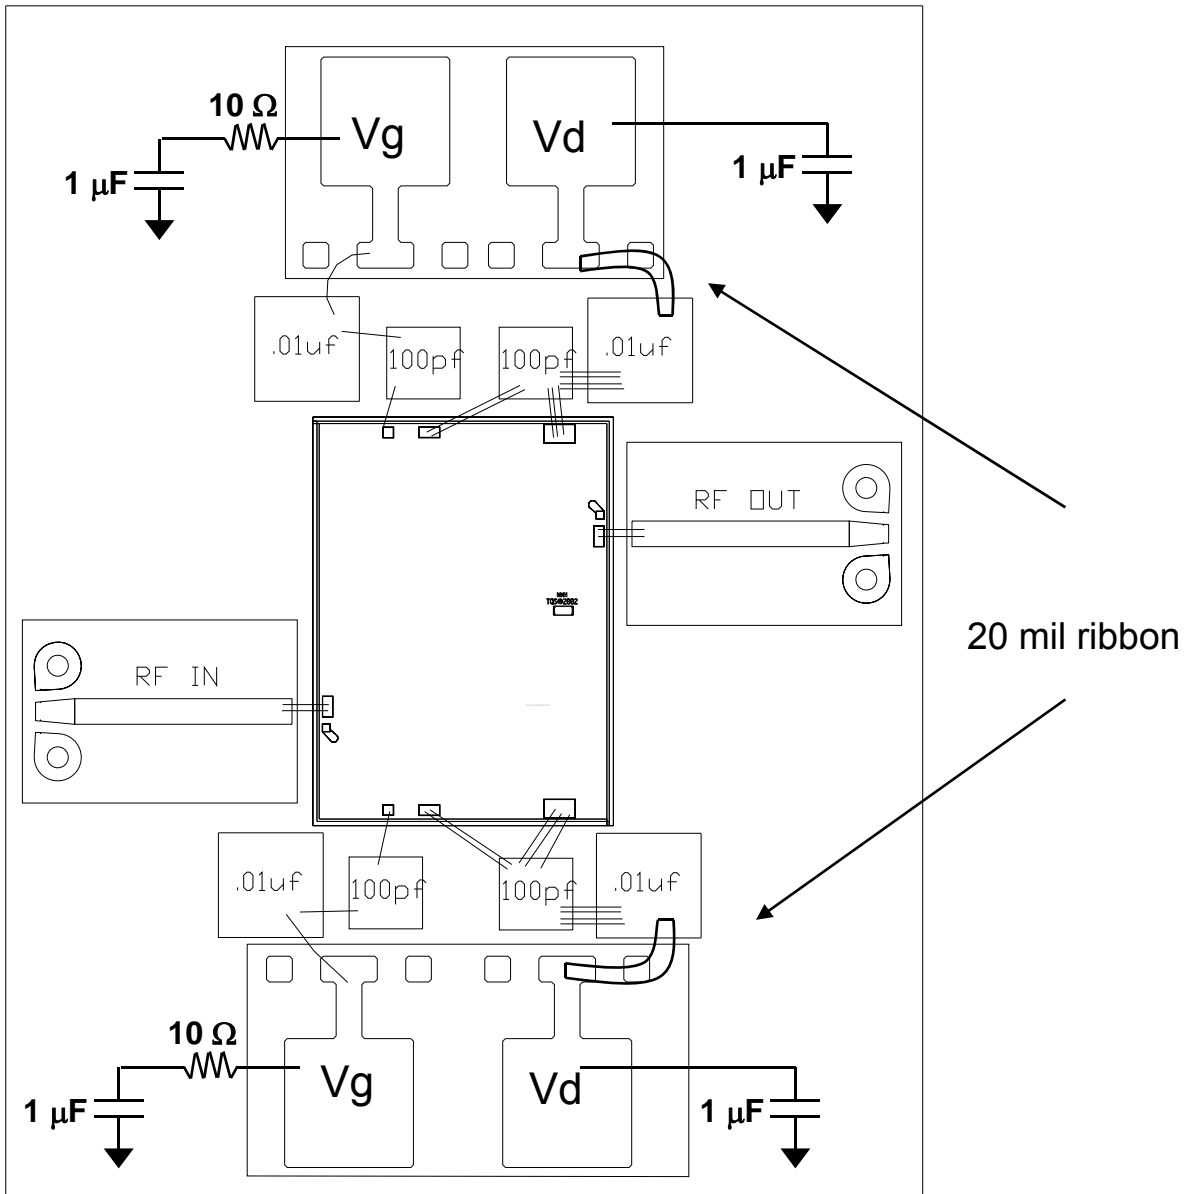 10 Ω
Vg
Vd
1 μF
1 μF
.01uf
100pf
100pf
.01uf
RF OUT
20 mil ribbon
RF IN
.01uf
100pf
100pf
.01uf
10 Ω
Vg
Vd
1 μF
1 μF